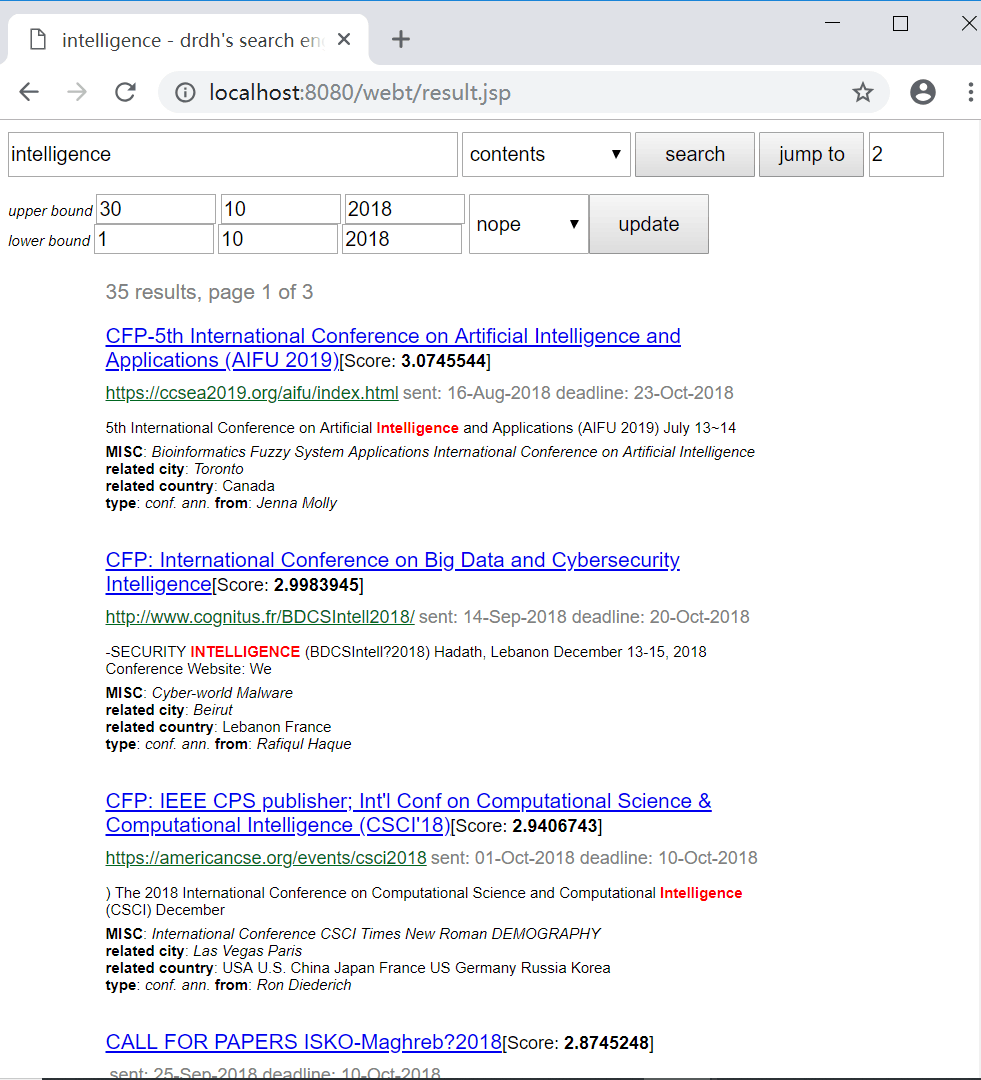 intelligence - drdh's search en
localhost:8080/webt/result.jsp
intelligence contents search jump to 2
upper bound 30 10 2018
lower bound 1 10 2018
nope update
35 results, page 1 of 3
CFP-5th International Conference on Artificial Intelligence and
Applications (AIFU 2019)[Score: 3.0745544]
https://ccsea2019.org/aifu/index.html sent: 16-Aug-2018 deadline: 23-Oct-2018
5th International Conference on Artificial Intelligence and Applications (AIFU 2019) July 13~14
MISC: Bioinformatics Fuzzy System Applications International Conference on Artificial Intelligence
related city: Toronto
related country: Canada
type: conf. ann. from: Jenna Molly
CFP: International Conference on Big Data and Cybersecurity
Intelligence[Score: 2.9983945]
http://www.cognitus.fr/BDCSIntell2018/ sent: 14-Sep-2018 deadline: 20-Oct-2018
-SECURITY INTELLIGENCE (BDCSIntell?2018) Hadath, Lebanon December 13-15, 2018
Conference Website: We
MISC: Cyber-world Malware
related city: Beirut
related country: Lebanon France
type: conf. ann. from: Rafiqul Haque
CFP: IEEE CPS publisher; Int'l Conf on Computational Science &
Computational Intelligence (CSCI'18)[Score: 2.9406743]
https://americancse.org/events/csci2018 sent: 01-Oct-2018 deadline: 10-Oct-2018
) The 2018 International Conference on Computational Science and Computational Intelligence
(CSCI) December
MISC: International Conference CSCI Times New Roman DEMOGRAPHY
related city: Las Vegas Paris
related country: USA U.S. China Japan France US Germany Russia Korea
type: conf. ann. from: Ron Diederich
CALL FOR PAPERS ISKO-Maghreb?2018[Score: 2.8745248]
sent: 25-Sep-2018 deadline: 10-Oct-2018